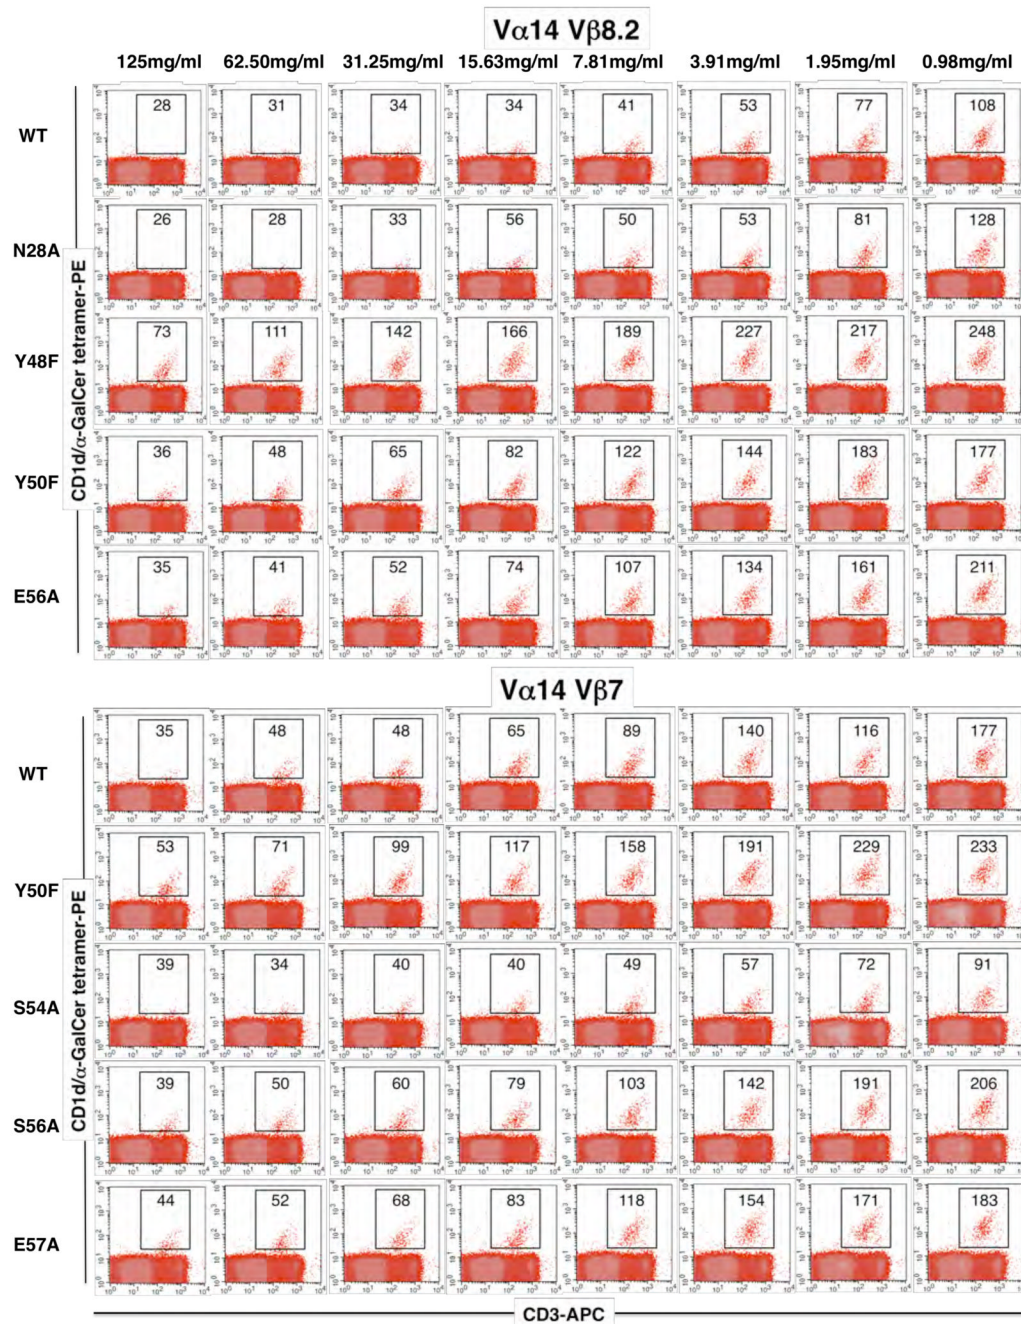 Vα14 Vβ8.2
125mg/ml 62.50mg/ml 31.25mg/ml 15.63mg/ml 7.81mg/ml 3.91mg/ml 1.95mg/ml 0.98mg/ml
WT 28 31 34 34 41 53 77 108
N28A 26 28 33 56 50 53 81 128
Y48F 73 111 142 166 189 227 217 248
Y50F 36 48 65 82 122 144 183 177
E56A 35 41 52 74 107 134 161 211
CD1d/α-GalCer tetramer-PE
Vα14 Vβ7
WT 35 48 48 65 89 140 116 177
Y50F 53 71 99 117 158 191 229 233
S54A 39 34 40 40 49 57 72 91
S56A 39 50 60 79 103 142 191 206
E57A 44 52 68 83 118 154 171 183
CD1d/α-GalCer tetramer-PE
CD3-APC